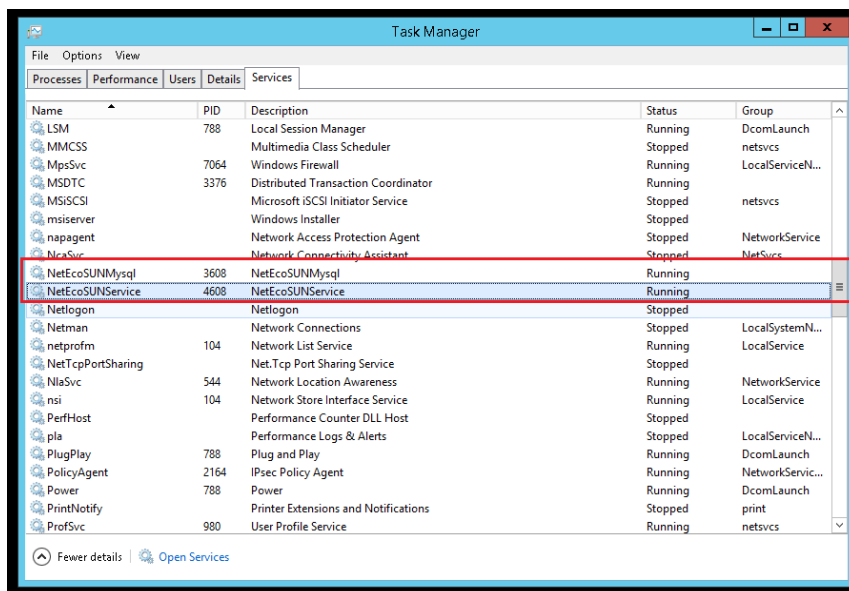 Task Manager
File Options View
Processes Performance Users Details Services
Name PID Description Status Group
LSM 788 Local Session Manager Running DcomLaunch
MMCSS Multimedia Class Scheduler Stopped netsvcs
MpsSvc 7064 Windows Firewall Running LocalServiceN...
MSDTC 3376 Distributed Transaction Coordinator Running
MSiSCSI Microsoft iSCSI Initiator Service Stopped netsvcs
msiserver Windows Installer Stopped
napagent Network Access Protection Agent Stopped NetworkService
NcaSvc Network Connectivity Assistant Stopped NetSvcs
NetEcoSUNMysql 3608 NetEcoSUNMysql Running
NetEcoSUNService 4608 NetEcoSUNService Running
Netlogon Netlogon Stopped
Netman Network Connections Stopped LocalSystemN...
netprofm 104 Network List Service Running LocalService
NetTcpPortSharing Net.Tcp Port Sharing Service Stopped
NlaSvc 544 Network Location Awareness Running NetworkService
nsi 104 Network Store Interface Service Running LocalService
PerfHost Performance Counter DLL Host Stopped
pla Performance Logs & Alerts Stopped LocalServiceN...
PlugPlay 788 Plug and Play Running DcomLaunch
PolicyAgent 2164 IPsec Policy Agent Running NetworkServic...
Power 788 Power Running DcomLaunch
PrintNotify Printer Extensions and Notifications Stopped print
ProfSvc 980 User Profile Service Running netsvcs
Fewer details Open Services